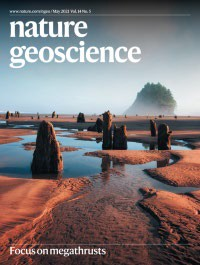 www.nature.com/ngeo / May 2021 Vol. 14 No. 5
nature
geoscience
Focus on megathrusts